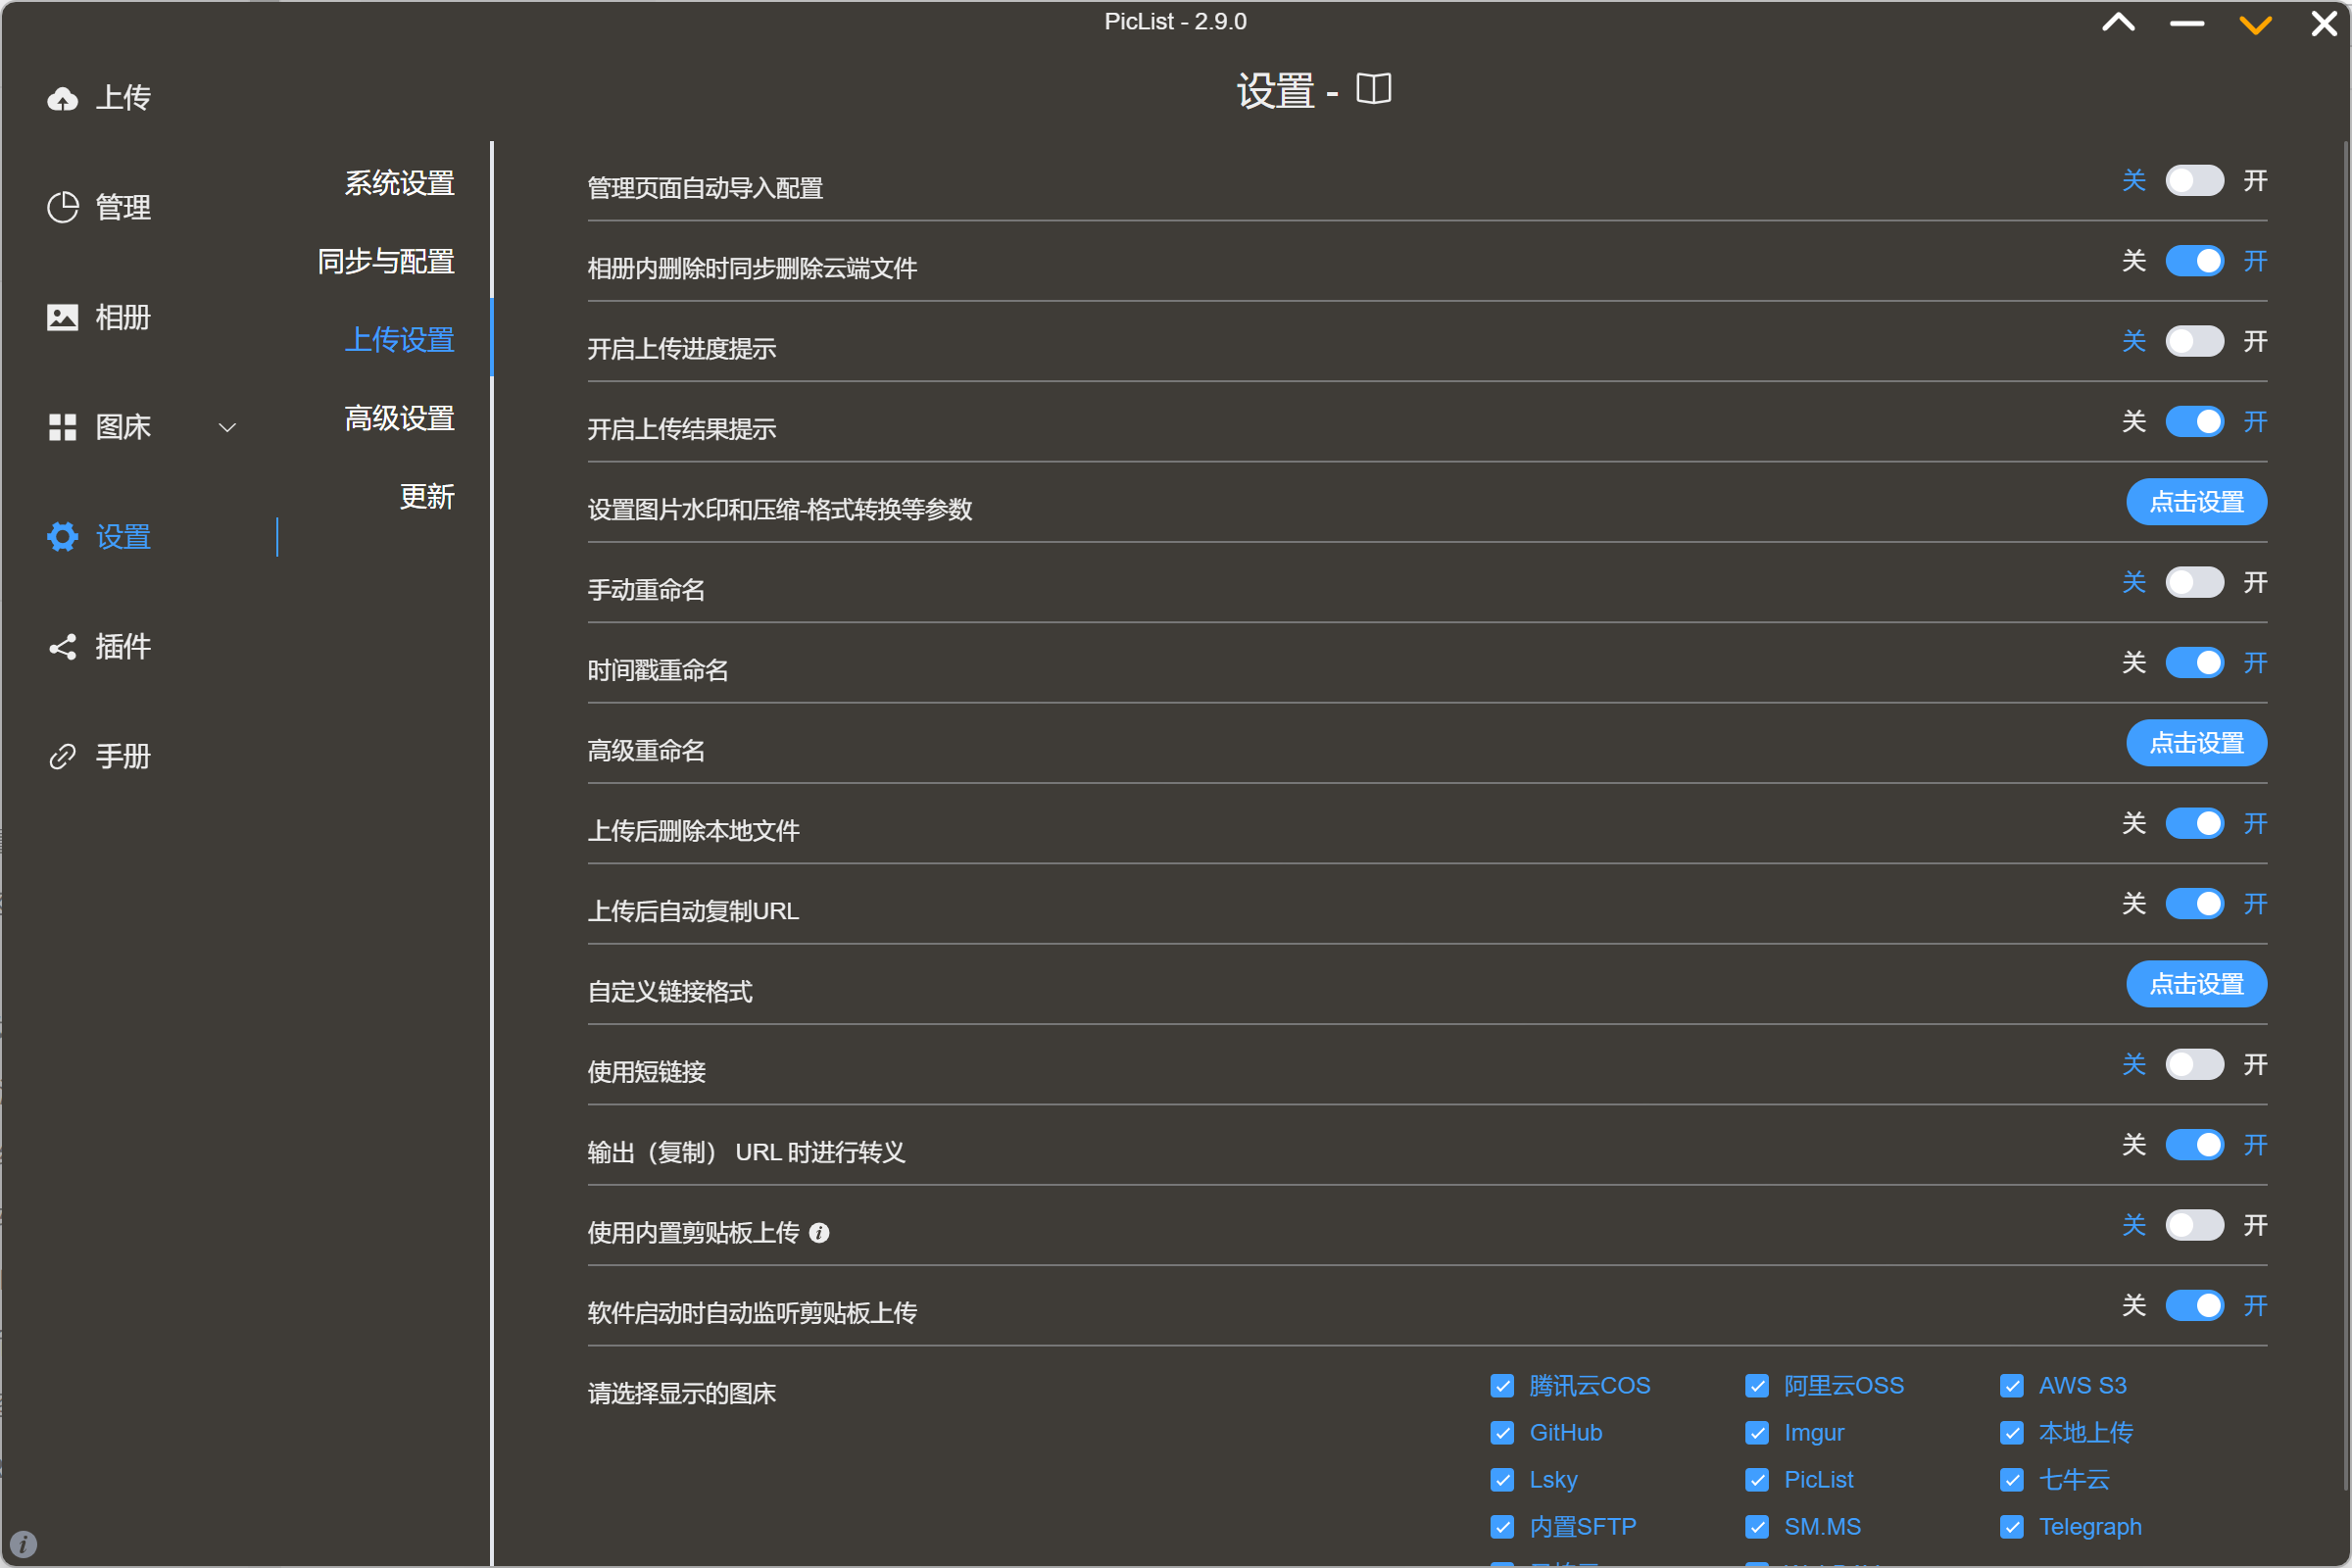 PicList - 2.9.0
设置 -
上传
管理
相册
图床
设置
插件
手册
系统设置
同步与配置
上传设置
高级设置
更新
管理页面自动导入配置 关 开
相册内删除时同步删除云端文件 关 开
开启上传进度提示 关 开
开启上传结果提示 关 开
设置图片水印和压缩-格式转换等参数 点击设置
手动重命名 关 开
时间戳重命名 关 开
高级重命名 点击设置
上传后删除本地文件 关 开
上传后自动复制URL 关 开
自定义链接格式 点击设置
使用短链接 关 开
输出（复制） URL 时进行转义 关 开
使用内置剪贴板上传 关 开
软件启动时自动监听剪贴板上传 关 开
请选择显示的图床 腾讯云COS 阿里云OSS AWS S3
GitHub Imgur 本地上传
Lsky PicList 七牛云
内置SFTP SM.MS Telegraph